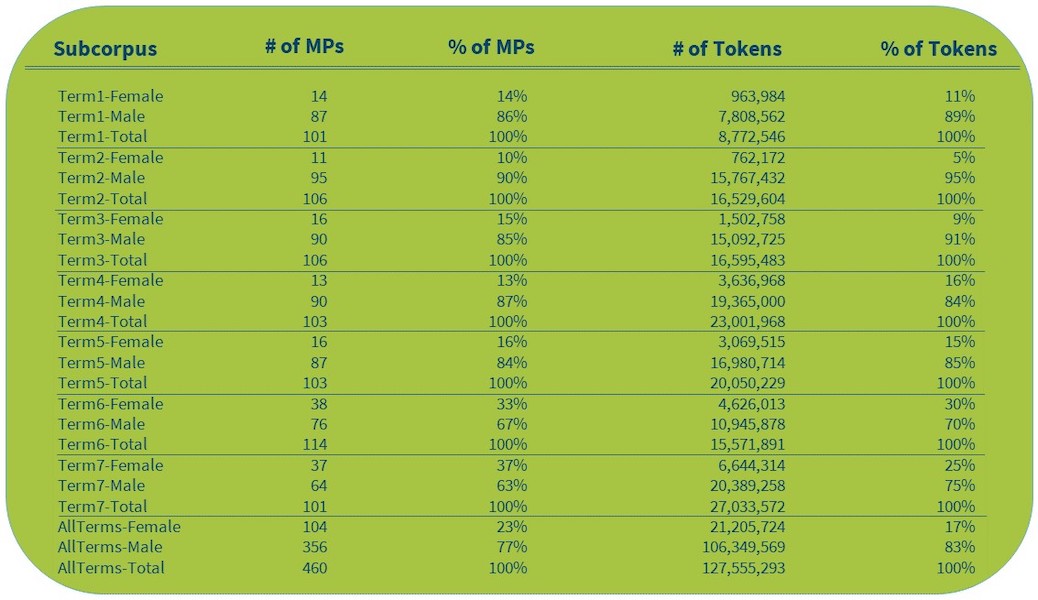 Subcorpus # of MPs % of MPs # of Tokens % of Tokens
Term1-Female 14 14% 963,984 11%
Term1-Male 87 86% 7,808,562 89%
Term1-Total 101 100% 8,772,546 100%
Term2-Female 11 10% 762,172 5%
Term2-Male 95 90% 15,767,432 95%
Term2-Total 106 100% 16,529,604 100%
Term3-Female 16 15% 1,502,758 9%
Term3-Male 90 85% 15,092,725 91%
Term3-Total 106 100% 16,595,483 100%
Term4-Female 13 13% 3,636,968 16%
Term4-Male 90 87% 19,365,000 84%
Term4-Total 103 100% 23,001,968 100%
Term5-Female 16 16% 3,069,515 15%
Term5-Male 87 84% 16,980,714 85%
Term5-Total 103 100% 20,050,229 100%
Term6-Female 38 33% 4,626,013 30%
Term6-Male 76 67% 10,945,878 70%
Term6-Total 114 100% 15,571,891 100%
Term7-Female 37 37% 6,644,314 25%
Term7-Male 64 63% 20,389,258 75%
Term7-Total 101 100% 27,033,572 100%
AllTerms-Female 104 23% 21,205,724 17%
AllTerms-Male 356 77% 106,349,569 83%
AllTerms-Total 460 100% 127,555,293 100%